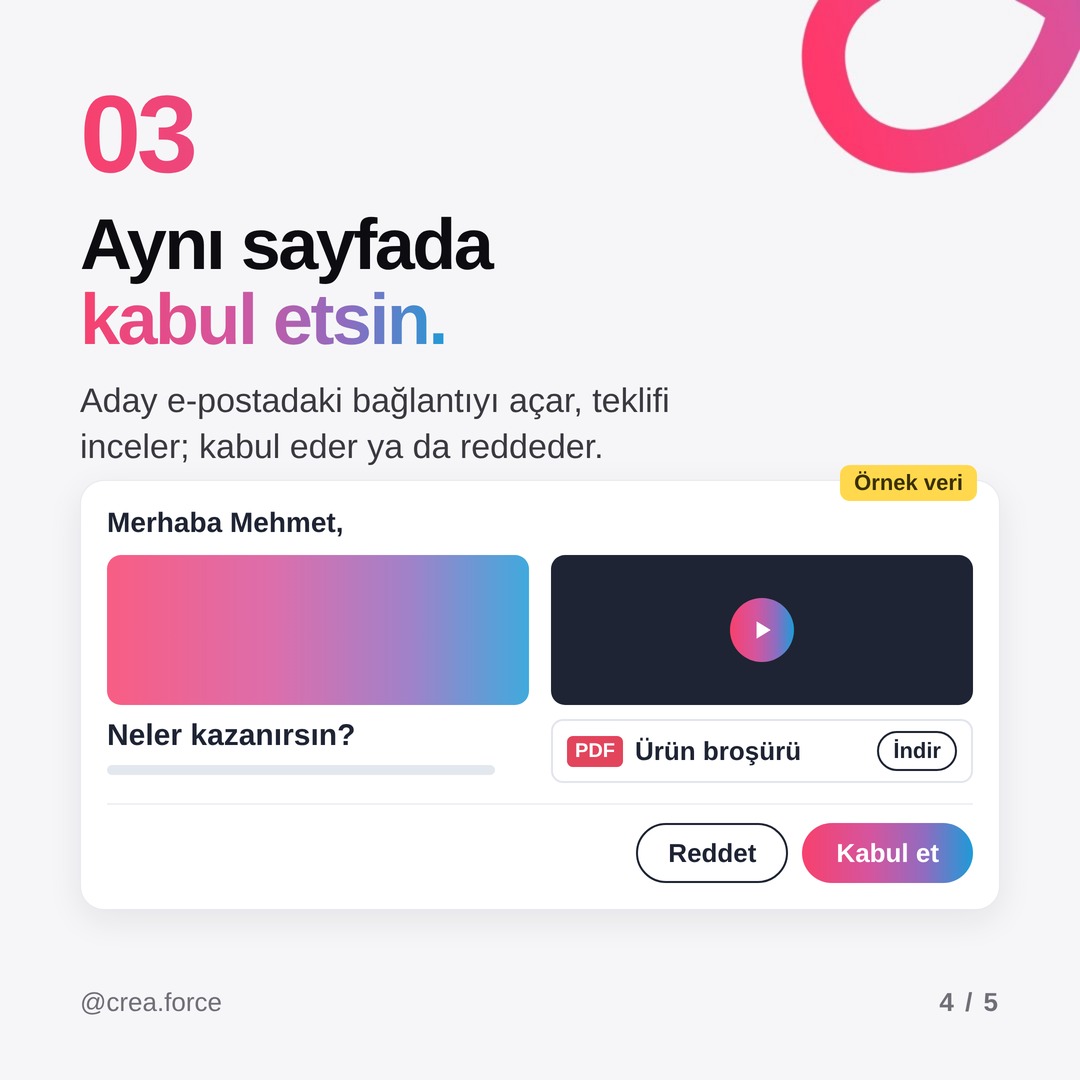 03
Aynı sayfada
kabul etsin.
Aday e-postadaki bağlantıyı açar, teklifi
inceler; kabul eder ya da reddeder.
Örnek veri
Merhaba Mehmet,
Neler kazanırsın?
PDF Ürün broşürü İndir
Reddet Kabul et
@crea.force 4 / 5